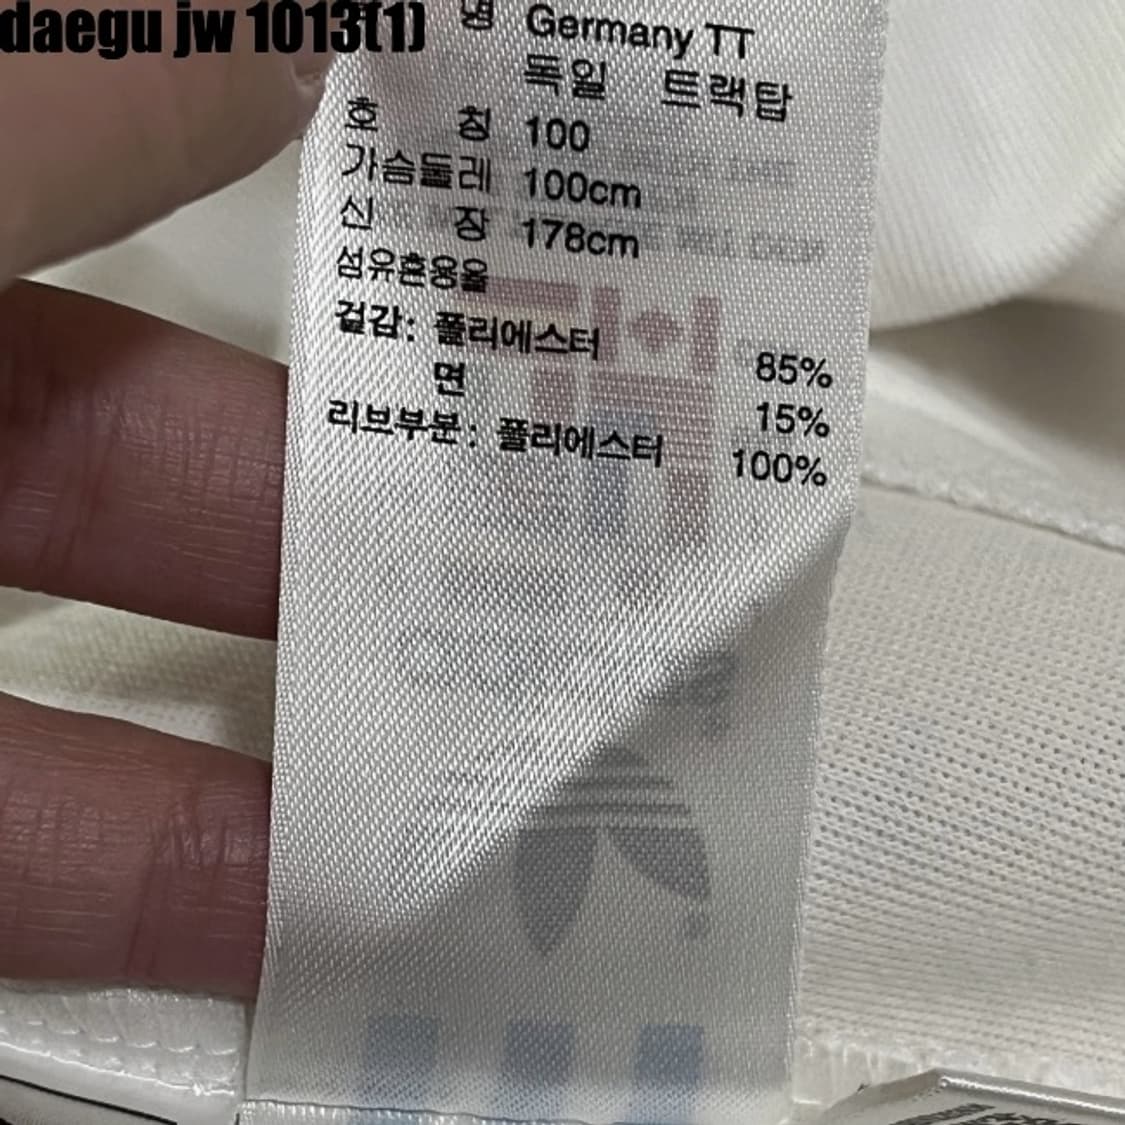 daegu jw 1013(1)
명 Germany TT
독일 트랙탑
호 칭 100
가슴둘레 100cm
신 장 178cm
섬유혼용율
겉감: 폴리에스터 85%
면 15%
리브부분: 폴리에스터 100%